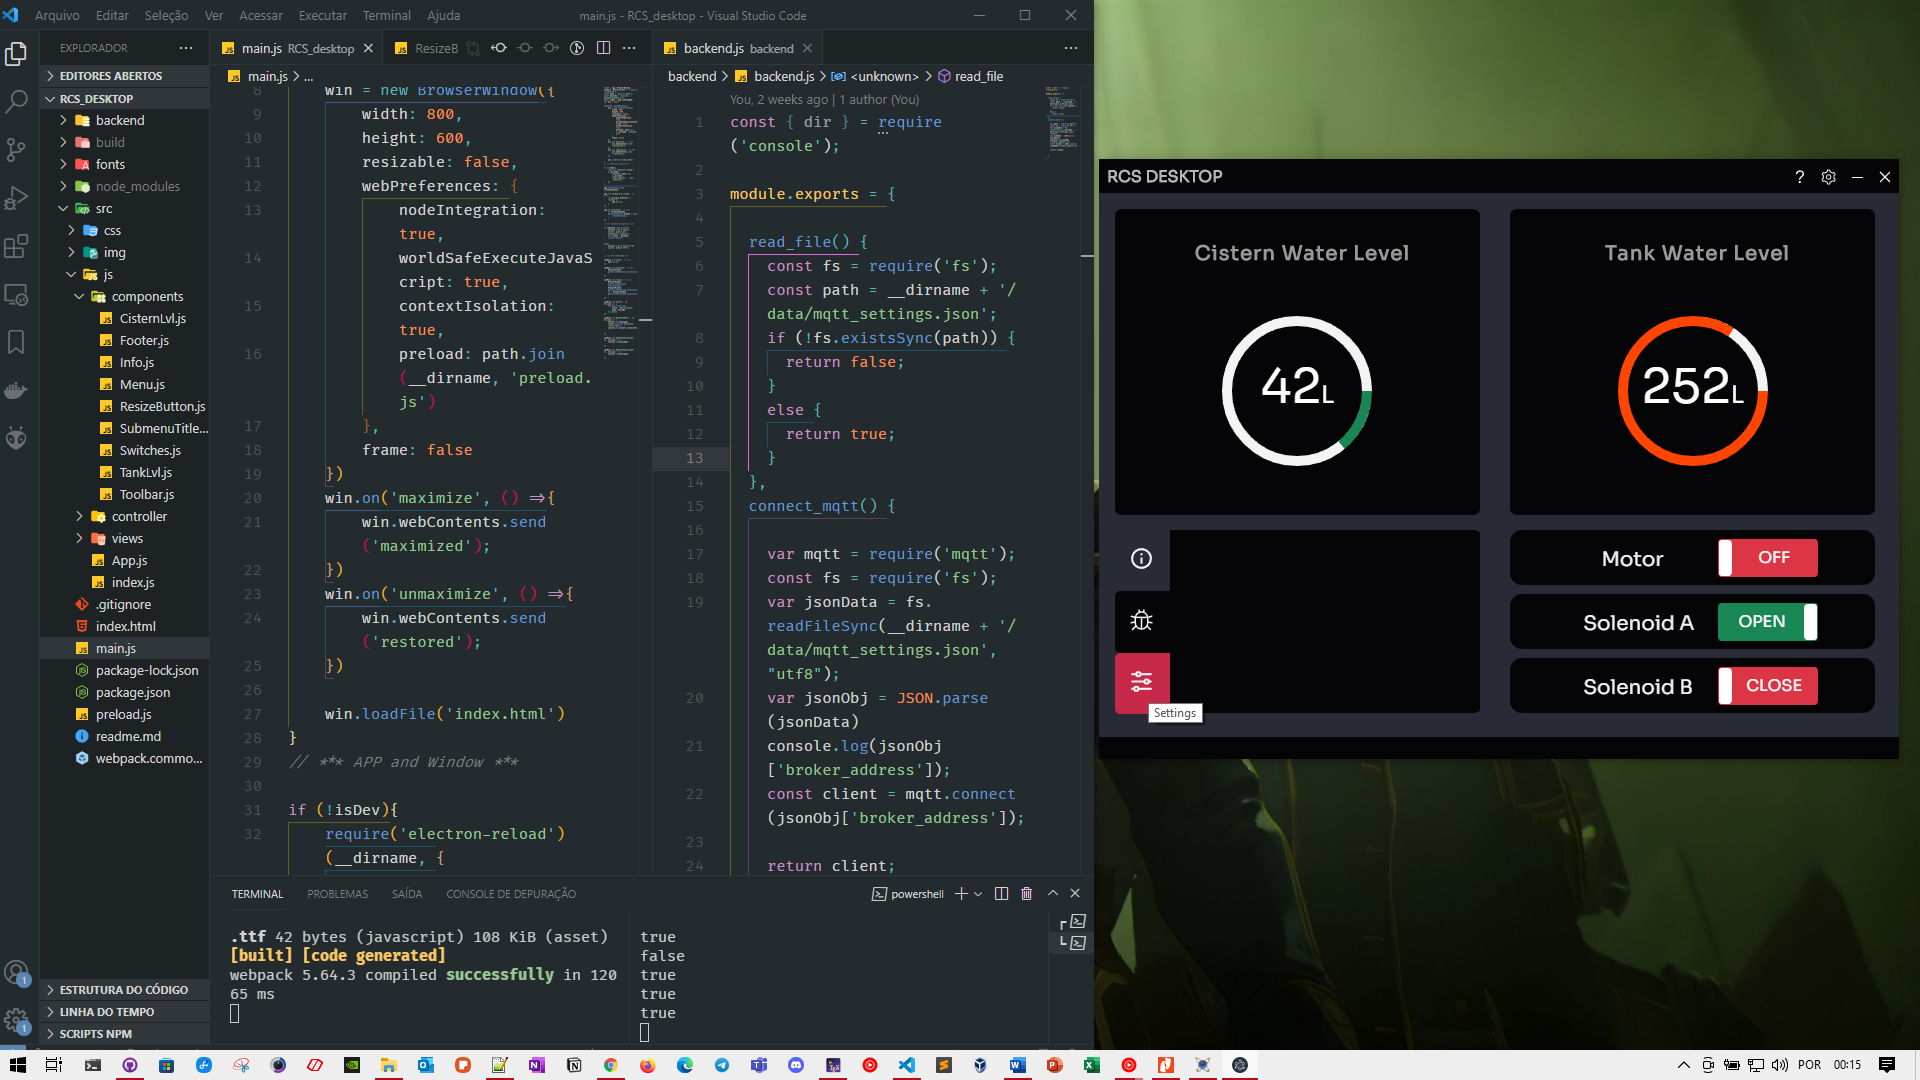 Arquivo Editar Seleção Ver Acessar Executar Terminal Ajuda
main.js - RCS_desktop - Visual Studio Code
EXPLORADOR
EDITORES ABERTOS
RCS_DESKTOP
backend
build
fonts
node_modules
src
css
img
js
components
CisternLvl.js
Footer.js
Info.js
Menu.js
ResizeButton.js
SubmenuTitle...
Switches.js
TankLvl.js
Toolbar.js
controller
views
App.js
index.js
.gitignore
index.html
main.js
package-lock.json
package.json
preload.js
readme.md
webpack.commo...
ESTRUTURA DO CÓDIGO
LINHA DO TEMPO
SCRIPTS NPM
main.js RCS_desktop
ResizeB
main.js > ...
8 win = new BrowserWindow({
9 width: 800,
10 height: 600,
11 resizable: false,
12 webPreferences: {
13 nodeIntegration:
true,
14 worldSafeExecuteJavaS
cript: true,
15 contextIsolation:
true,
16 preload: path.join
(__dirname, 'preload.
js')
17 },
18 frame: false
19 })
20 win.on('maximize', () =>{
21 win.webContents.send
('maximized');
22 })
23 win.on('unmaximize', () =>{
24 win.webContents.send
('restored');
25 })
26
27 win.loadFile('index.html')
28 }
29 // *** APP and Window ***
30
31 if (!isDev){
32 require('electron-reload')
(__dirname, {
backend.js backend
backend > backend.js > <unknown> > read_file
You, 2 weeks ago | 1 author (You)
1 const { dir } = require
('console');
2
3 module.exports = {
4
5 read_file() {
6 const fs = require('fs');
7 const path = __dirname + '/
data/mqtt_settings.json';
8 if (!fs.existsSync(path)) {
9 return false;
10 }
11 else {
12 return true;
13 }
14 },
15 connect_mqtt() {
16
17 var mqtt = require('mqtt');
18 const fs = require('fs');
19 var jsonData = fs.
readFileSync(__dirname + '/
data/mqtt_settings.json',
"utf8");
20 var jsonObj = JSON.parse
(jsonData)
21 console.log(jsonObj
['broker_address']);
22 const client = mqtt.connect
(jsonObj['broker_address']);
23
24 return client;
TERMINAL PROBLEMAS SAÍDA CONSOLE DE DEPURAÇÃO
powershell
.ttf 42 bytes (javascript) 108 KiB (asset)
[built] [code generated]
webpack 5.64.3 compiled successfully in 120
65 ms
true
false
true
true
true
1
1
RCS DESKTOP
?
Cistern Water Level
42L
Tank Water Level
252L
Motor OFF
Solenoid A OPEN
Solenoid B CLOSE
Settings
POR 00:15